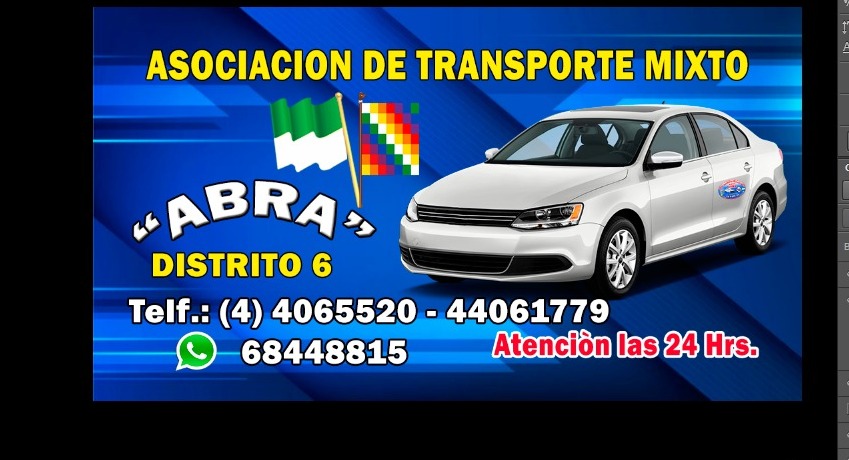 ASOCIACION DE TRANSPORTE MIXTO
"ABRA"
DISTRITO 6
Telf.: (4) 4065520 - 44061779
68448815
Atenciòn las 24 Hrs.